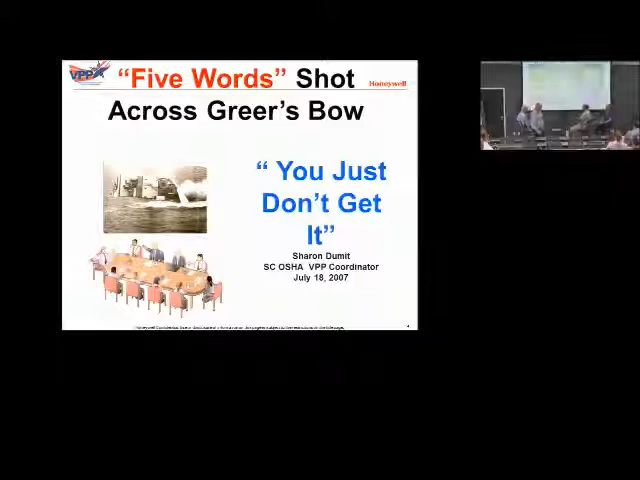 VPP
"Five Words" Shot
Honeywell
Across Greer's Bow
" You Just
Don't Get
It"
Sharon Dumit
SC OSHA VPP Coordinator
July 18, 2007